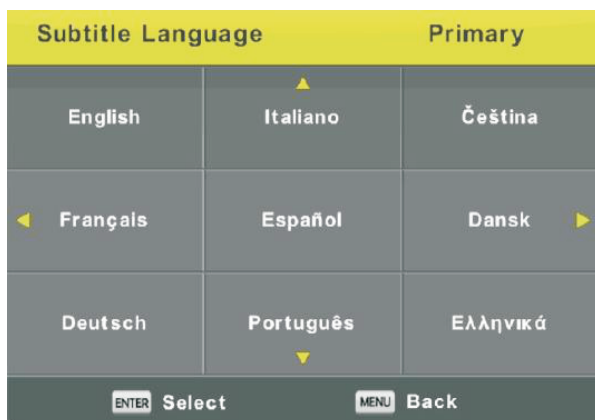 Subtitle Language Primary
English Italiano Čeština
Français Español Dansk
Deutsch Português Ελληνικά
ENTER Select MENU Back